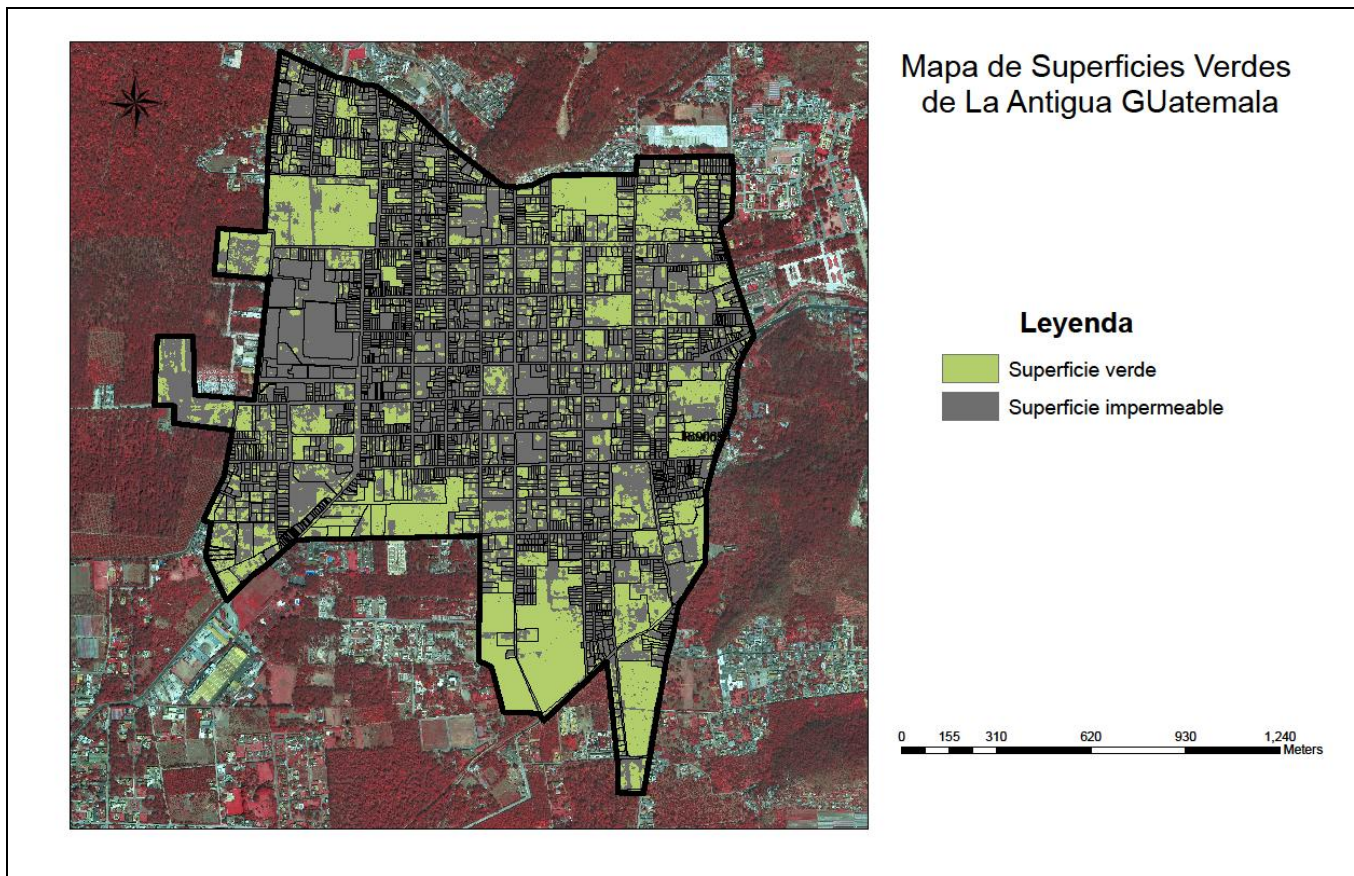 Mapa de Superficies Verdes
de La Antigua GUatemala
Leyenda
Superficie verde
Superficie impermeable
0 155 310 620 930 1,240
Meters